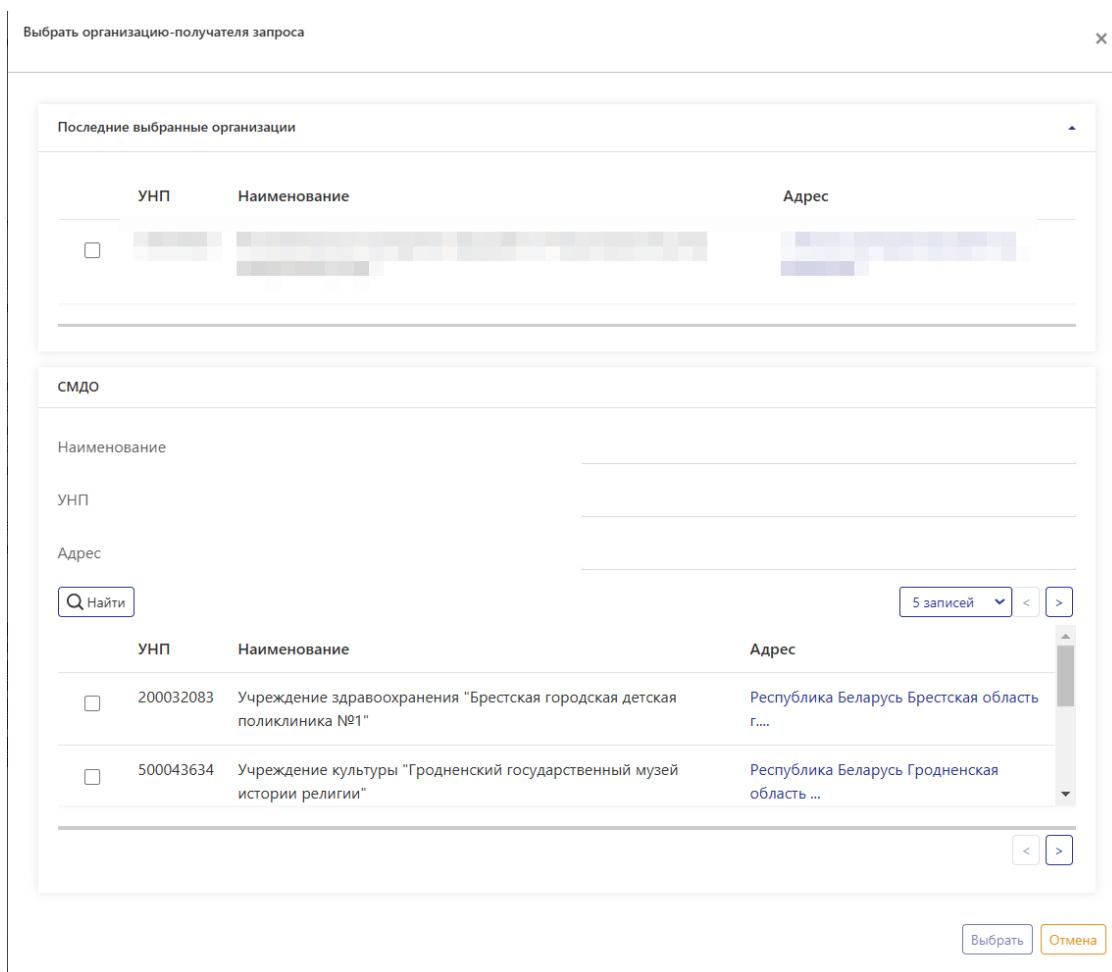 Выбрать организацию-получателя запроса
×
Последние выбранные организации
УНП Наименование Адрес
СМДО
Наименование
УНП
Адрес
Найти 5 записей < >
УНП Наименование Адрес
200032083 Учреждение здравоохранения "Брестская городская детская Республика Беларусь Брестская область
поликлиника №1" г....
500043634 Учреждение культуры "Гродненский государственный музей Республика Беларусь Гродненская
истории религии" область ...
< >
Выбрать Отмена